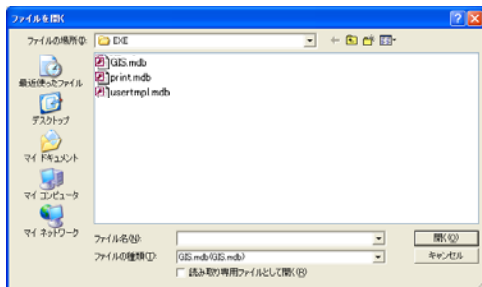 ファイルを開く
ファイルの場所(I):
EXE
GIS.mdb
print.mdb
usertmpl.mdb
最近使ったファイル
デスクトップ
マイ ドキュメント
マイ コンピュータ
マイ ネットワーク
ファイル名(N):
開く(O)
ファイルの種類(T):
GIS.mdb(GIS.mdb)
キャンセル
読み取り専用ファイルとして開く(R)